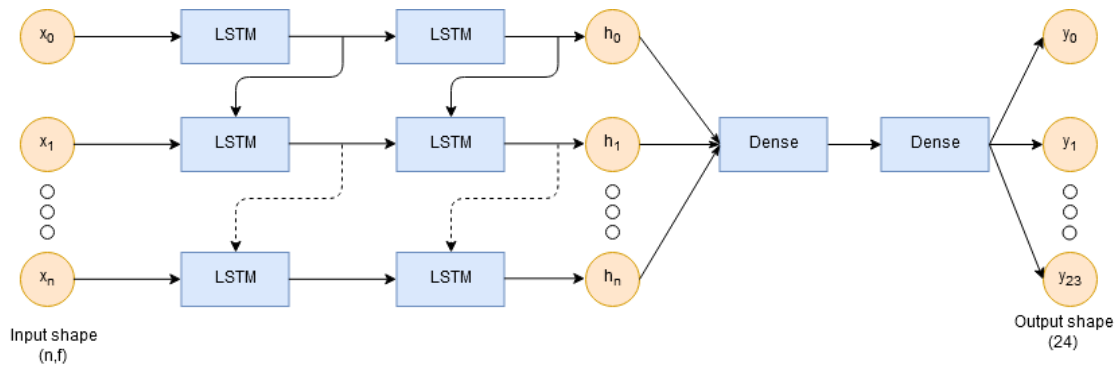 x0
LSTM
LSTM
h0
y0
x1
LSTM
LSTM
h1
Dense
Dense
y1
xn
LSTM
LSTM
hn
y23
Input shape
(n,f)
Output shape
(24)